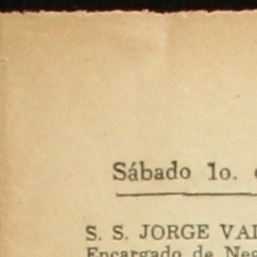 Sábado 1o.
S. S. JORGE
Encargado de